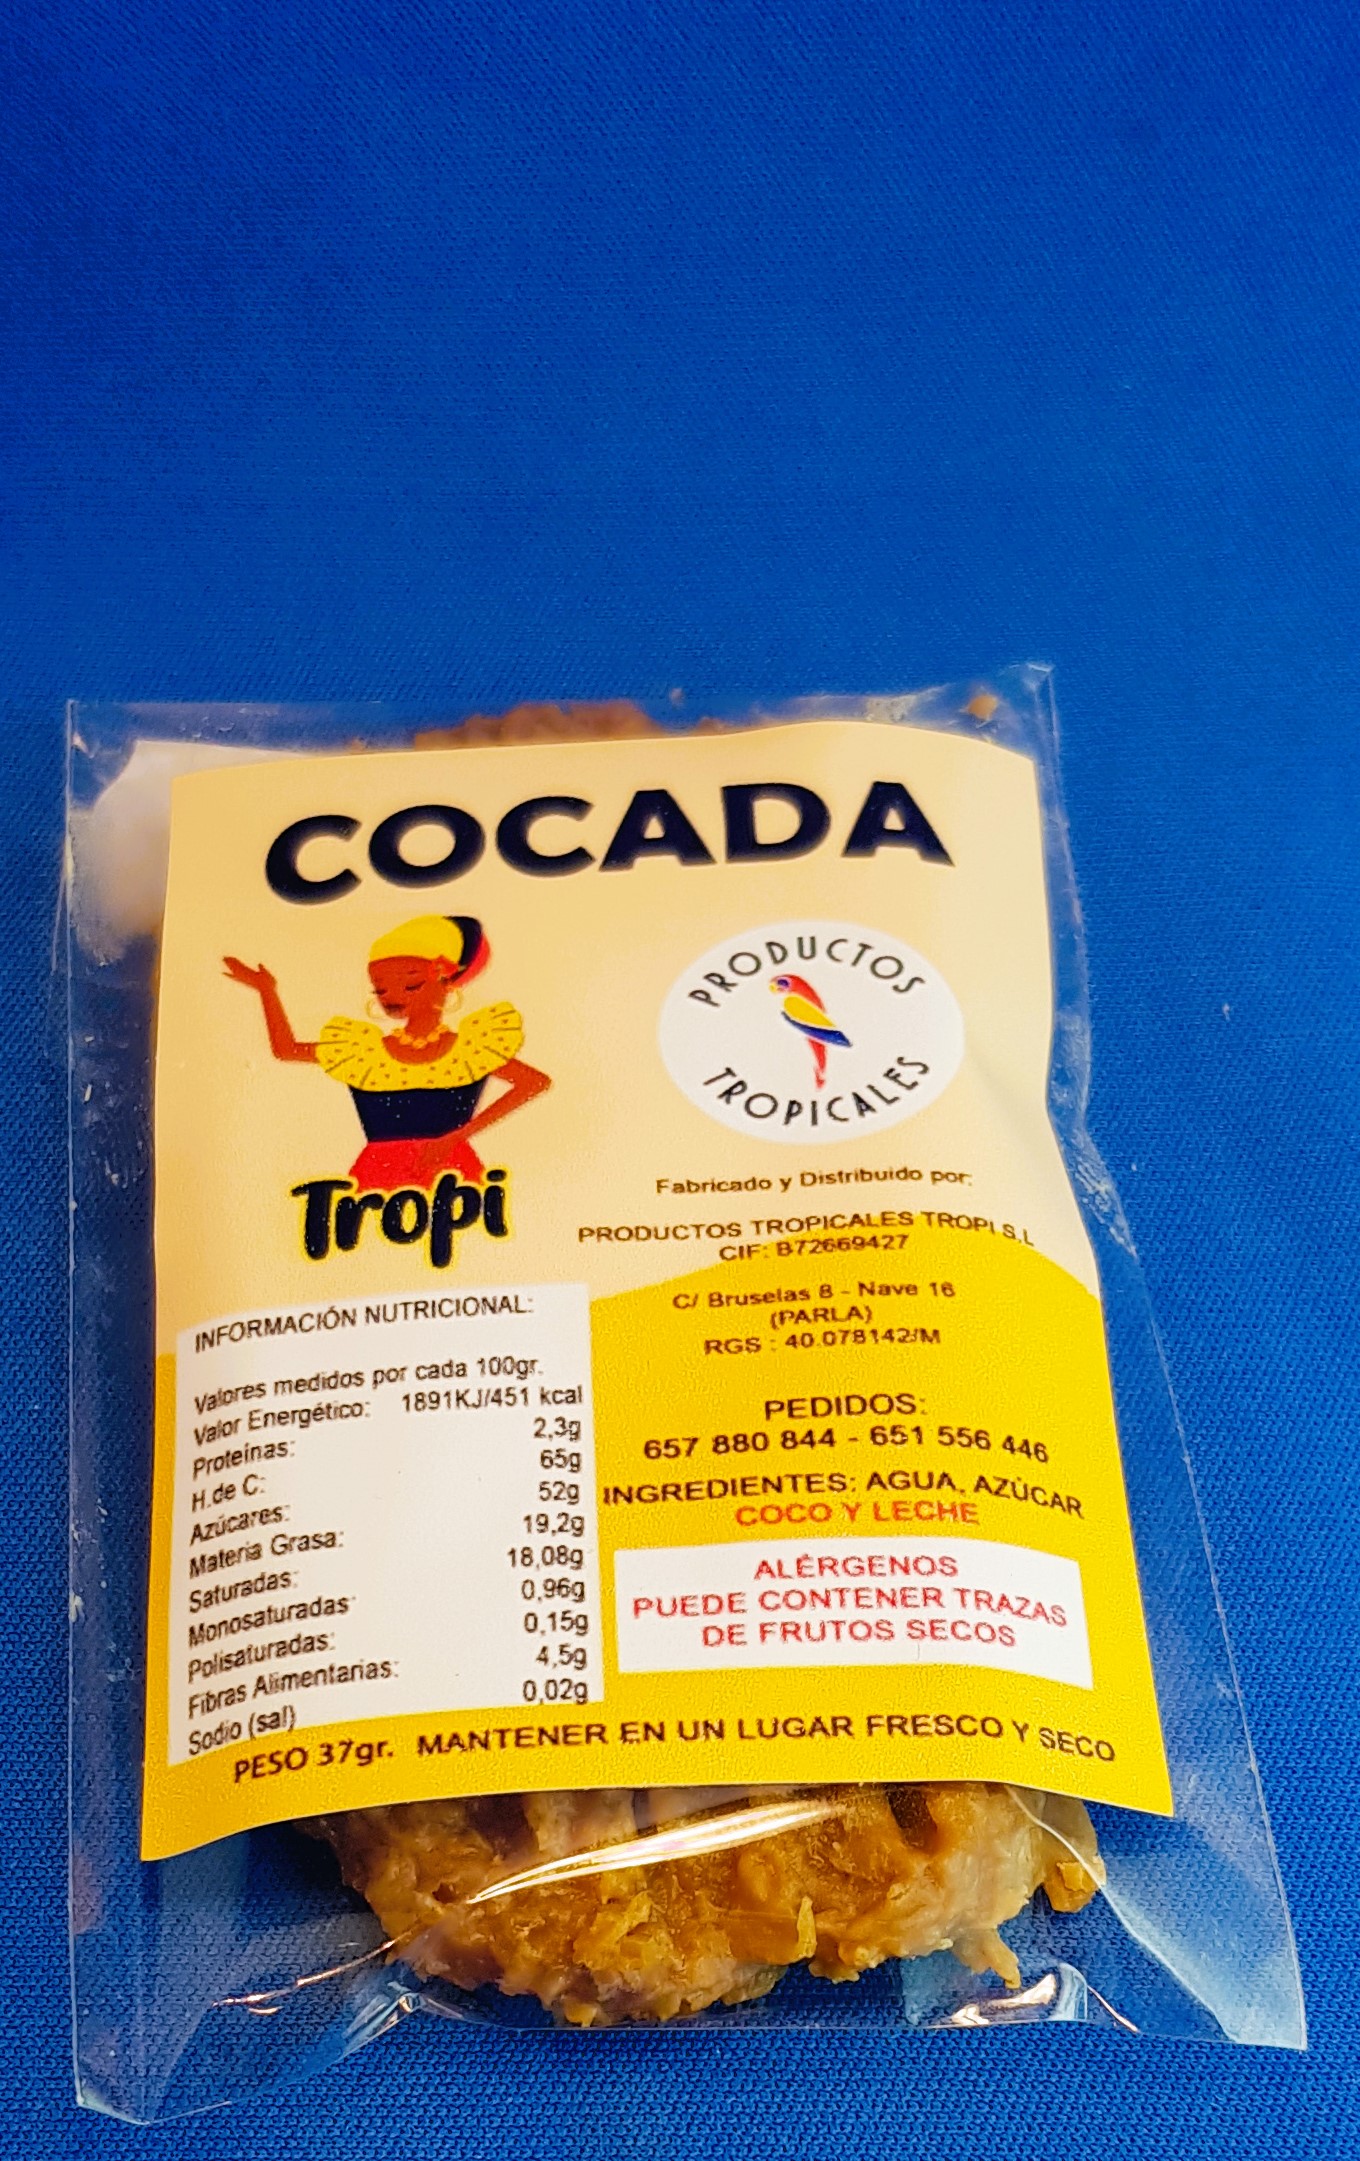 COCADA
PRODUCTOS
TROPICALES
Tropi
Fabricado y Distribuido por:
PRODUCTOS TROPICALES TROPI S.L
CIF: B72669427
C/ Bruselas 8 - Nave 16
(PARLA)
RGS : 40.078142/M
INFORMACIÓN NUTRICIONAL:
Valores medidos por cada 100gr.
Valor Energético: 1891KJ/451 kcal
Proteínas: 2,3g
H.de C: 65g
Azúcares: 52g
Materia Grasa: 19,2g
Saturadas: 18,08g
Monosaturadas 0,96g
Polisaturadas: 0,15g
Fibras Alimentarias: 4,5g
Sodio (sal) 0,02g
PEDIDOS:
657 880 844 - 651 556 446
INGREDIENTES: AGUA, AZÚCAR
COCO Y LECHE
ALÉRGENOS
PUEDE CONTENER TRAZAS
DE FRUTOS SECOS
PESO 37gr. MANTENER EN UN LUGAR FRESCO Y SECO